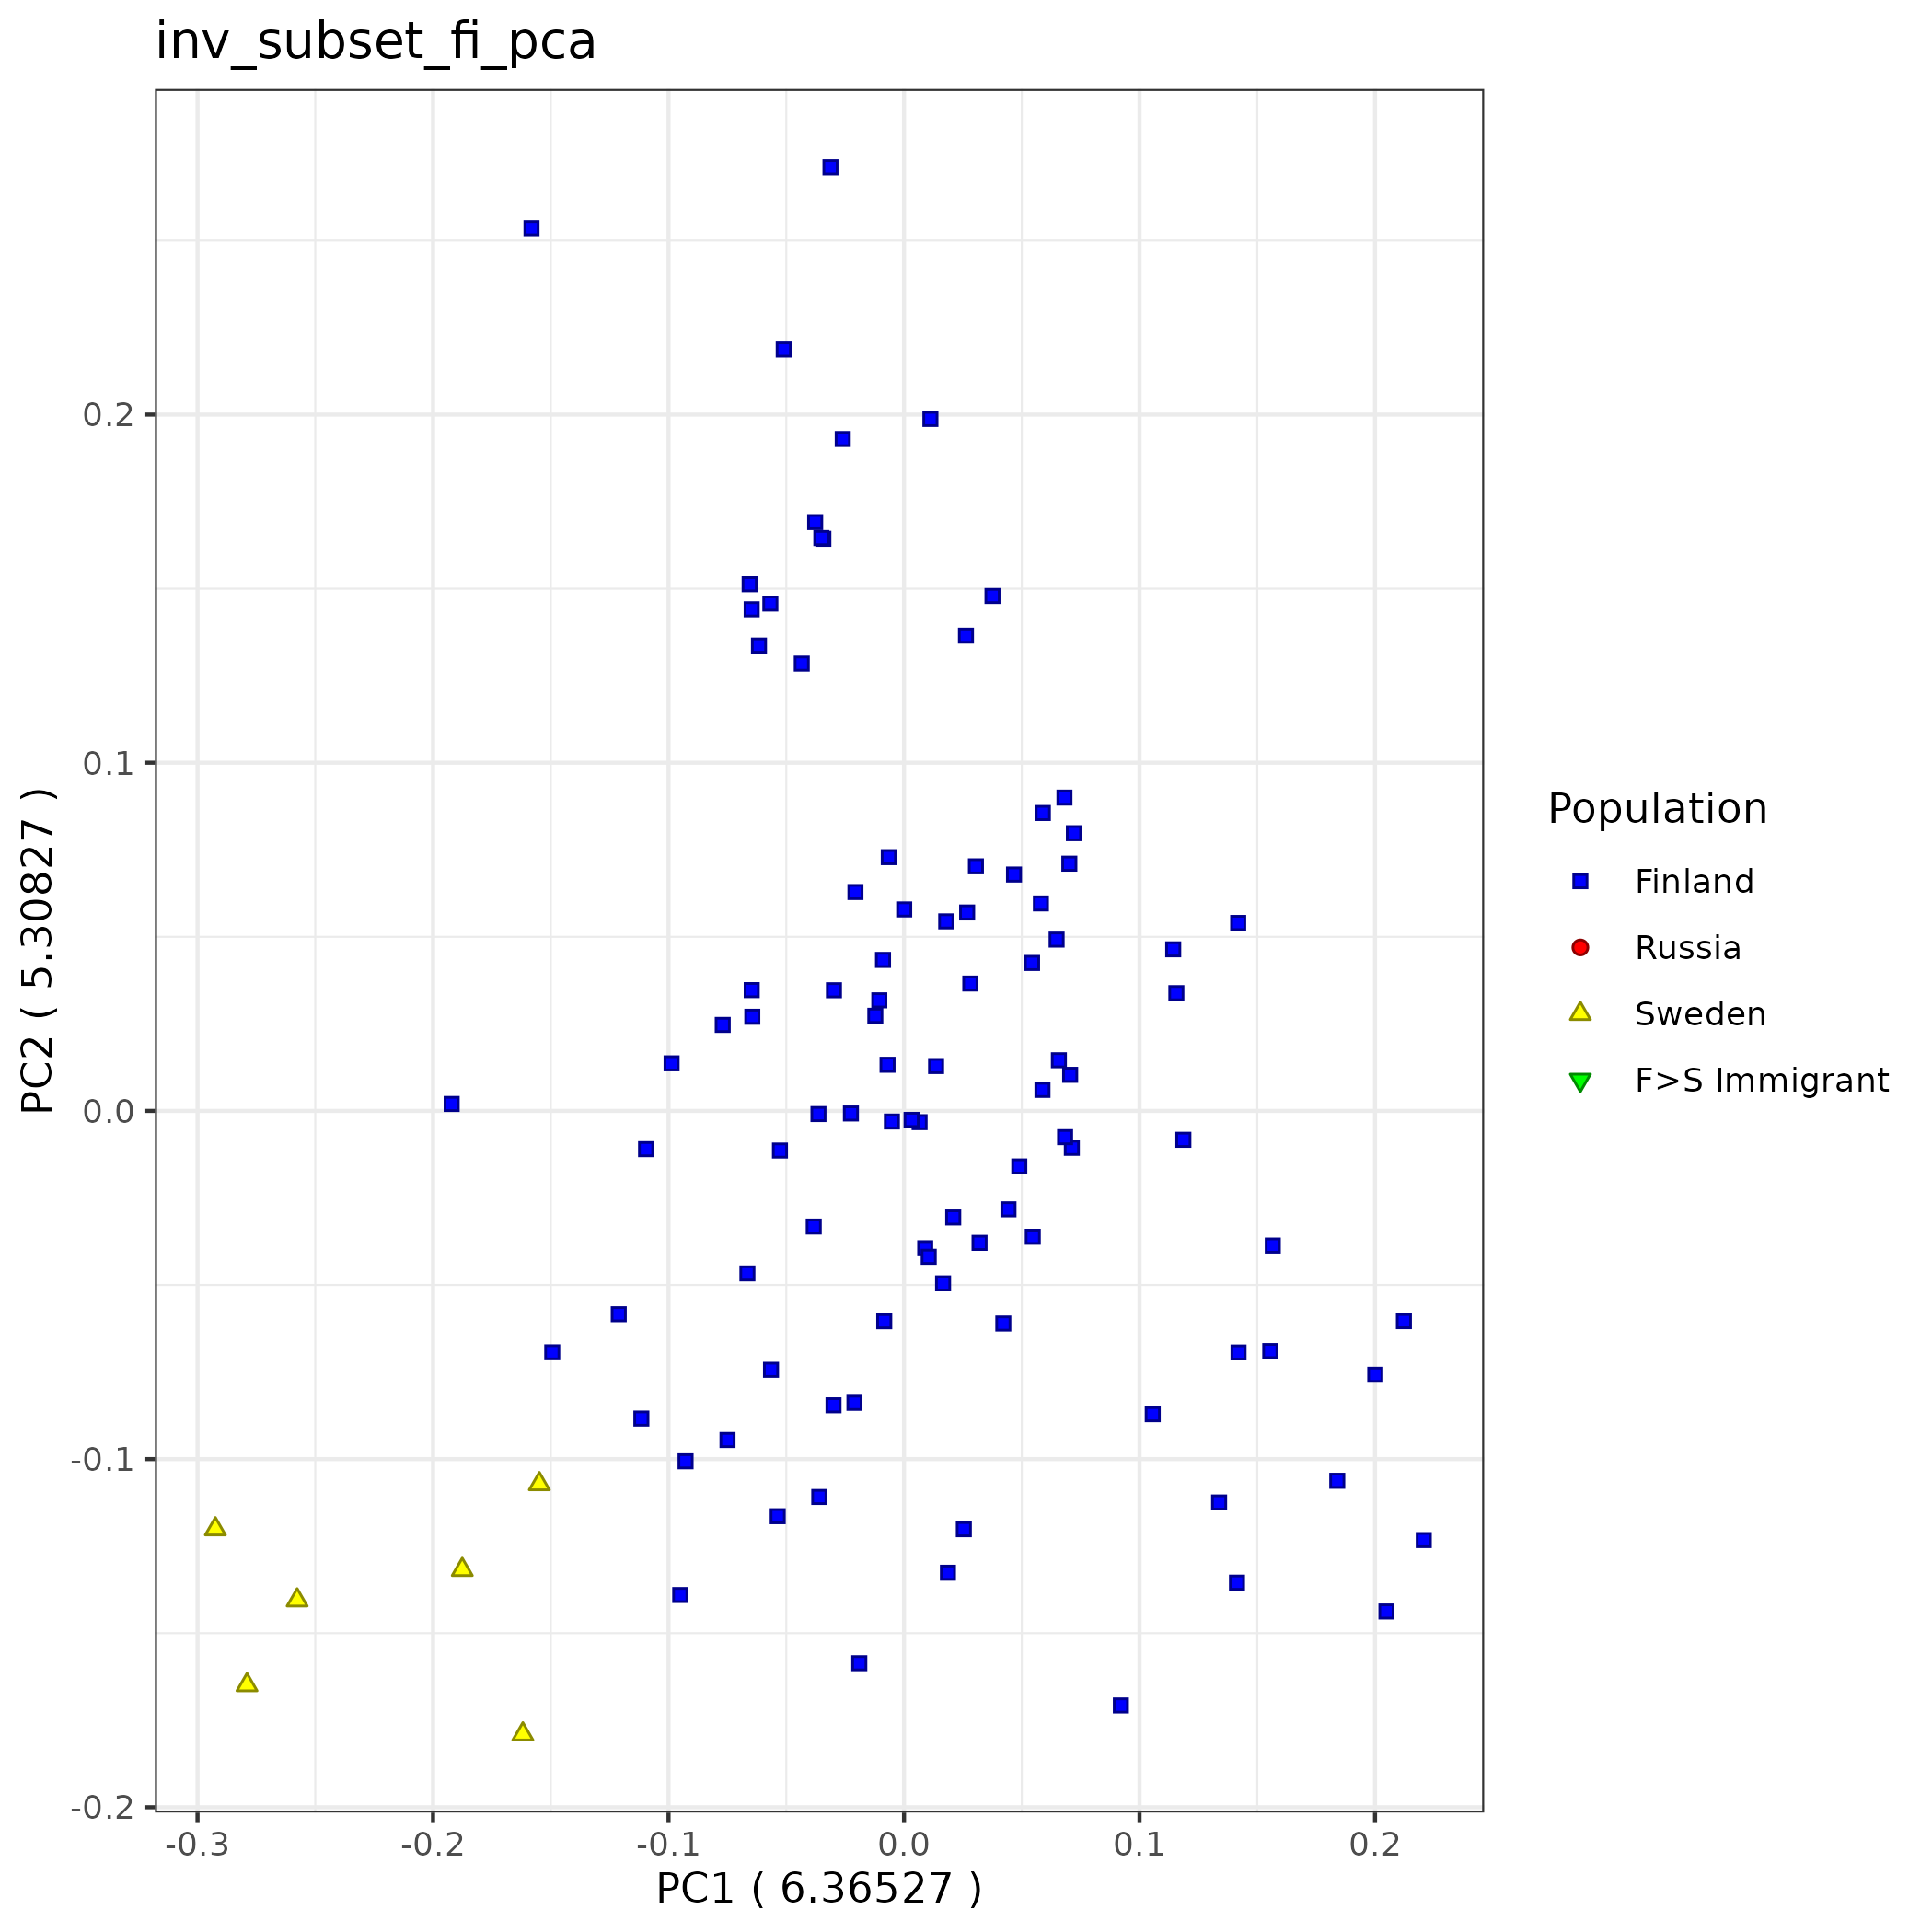 inv_subset_fi_pca
0.2
0.1
0.0
-0.1
-0.2
PC2 ( 5.30827 )
-0.3
-0.2
-0.1
0.0
0.1
0.2
PC1 ( 6.36527 )
Population
Finland
Russia
Sweden
F>S Immigrant